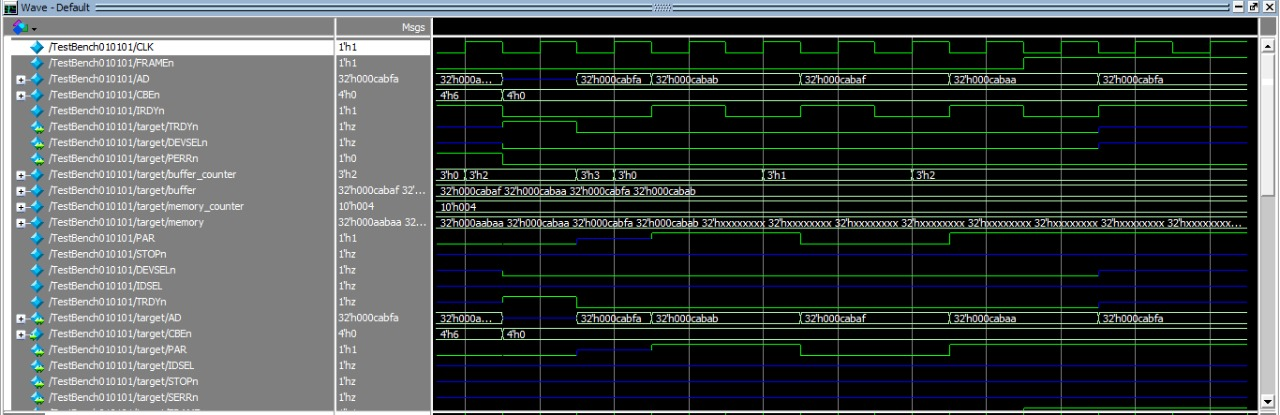 Wave - Default
Msgs
/TestBench010101/CLK 1'h1
/TestBench010101/FRAMEn 1'h1
/TestBench010101/AD 32'h000cabfa 32'h000a... 32'h000cabfa 32'h000cabab 32'h000cabaf 32'h000cabaa 32'h000cabfa
/TestBench010101/CBEn 4'h0 4'h6 4'h0
/TestBench010101/IRDYn 1'h1
/TestBench010101/target/TRDYn 1'hz
/TestBench010101/target/DEVSELn 1'hz
/TestBench010101/target/PERRn 1'h0
/TestBench010101/target/buffer_counter 3'h2 3'h0 3'h2 3'h3 3'h0 3'h1 3'h2
/TestBench010101/target/buffer 32'h000cabaf 32'... 32'h000cabaf 32'h000cabaa 32'h000cabfa 32'h000cabab
/TestBench010101/target/memory_counter 10'h004 10'h004
/TestBench010101/target/memory 32'h000aabaa 32... 32'h000aabaa 32'h000cabaa 32'h000cabfa 32'h000cabab 32'hxxxxxxxx 32'hxxxxxxxx 32'hxxxxxxxx 32'hxxxxxxxx 32'hxxxxxxxx 32'hxxxxxxxx 32'hxxxxxxxx...
/TestBench010101/PAR 1'h1
/TestBench010101/STOPn 1'hz
/TestBench010101/DEVSELn 1'hz
/TestBench010101/IDSEL 1'hz
/TestBench010101/TRDYn 1'hz
/TestBench010101/target/AD 32'h000cabfa 32'h000a... 32'h000cabfa 32'h000cabab 32'h000cabaf 32'h000cabaa 32'h000cabfa
/TestBench010101/target/CBEn 4'h0 4'h6 4'h0
/TestBench010101/target/PAR 1'h1
/TestBench010101/target/IDSEL 1'hz
/TestBench010101/target/STOPn 1'hz
/TestBench010101/target/SERRn 1'hz